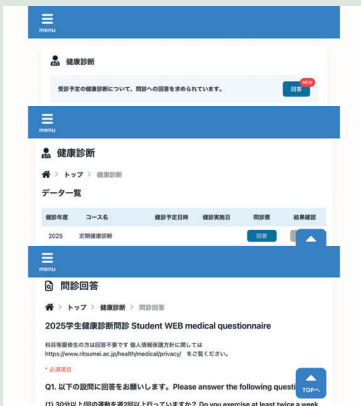 menu
健康診断
受診予定の健康診断について、問診への回答を求められています。
NEW
回答
menu
健康診断
> トップ > 健康診断
データ一覧
健診年度 コース名 健診予定日時 健診実施日 問診票 結果確認
2025 定期健康診断 回答
menu
問診回答
> トップ > 健康診断 > 問診回答
2025学生健康診断問診 Student WEB medical questionnaire
科目等履修生の方は回答不要です 個人情報保護方針に関しては
https://www.ritsumei.ac.jp/health/medical/privacy/ をご覧ください。
* 必須項目
Q1. 以下の設問に回答をお願いします。Please answer the following questi
TOPへ
(1) 30分以上/回の運動を週2回以上行っていますか？ Do you exercise at least twice a week